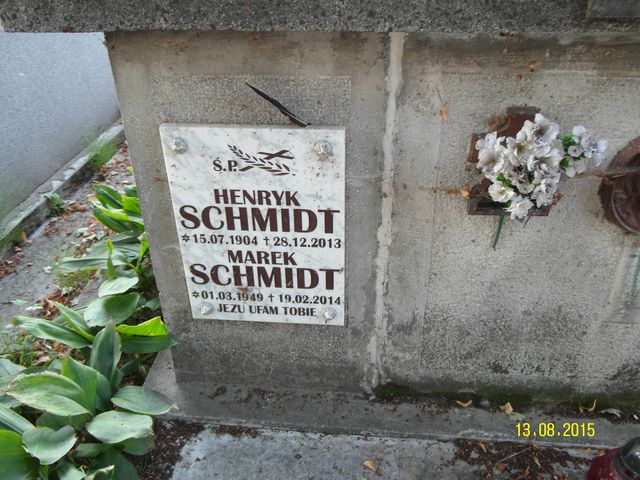 Ś.P.
HENRYK
SCHMIDT
*15.07.1904 †28.12.2013
MAREK
SCHMIDT
*01.03.1949 †19.02.2014
JEZU UFAM TOBIE
13.08.2015